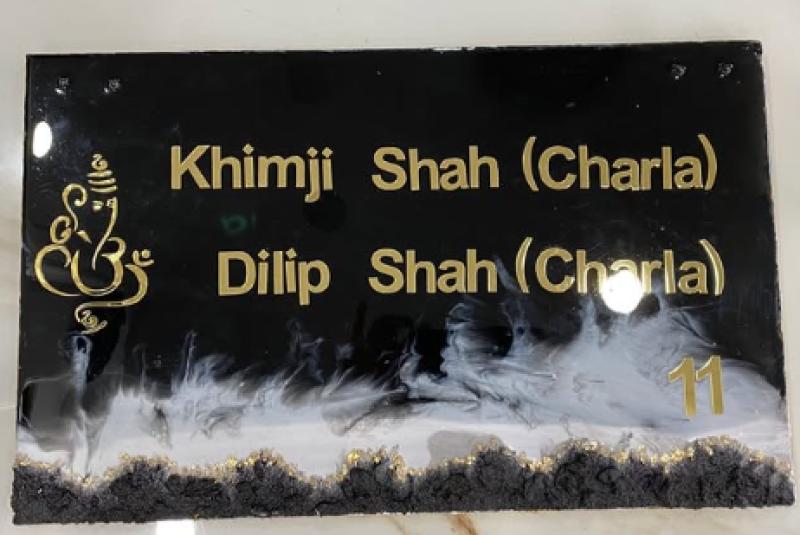 Khimji Shah (Charla)
Dilip Shah (Charla)
11